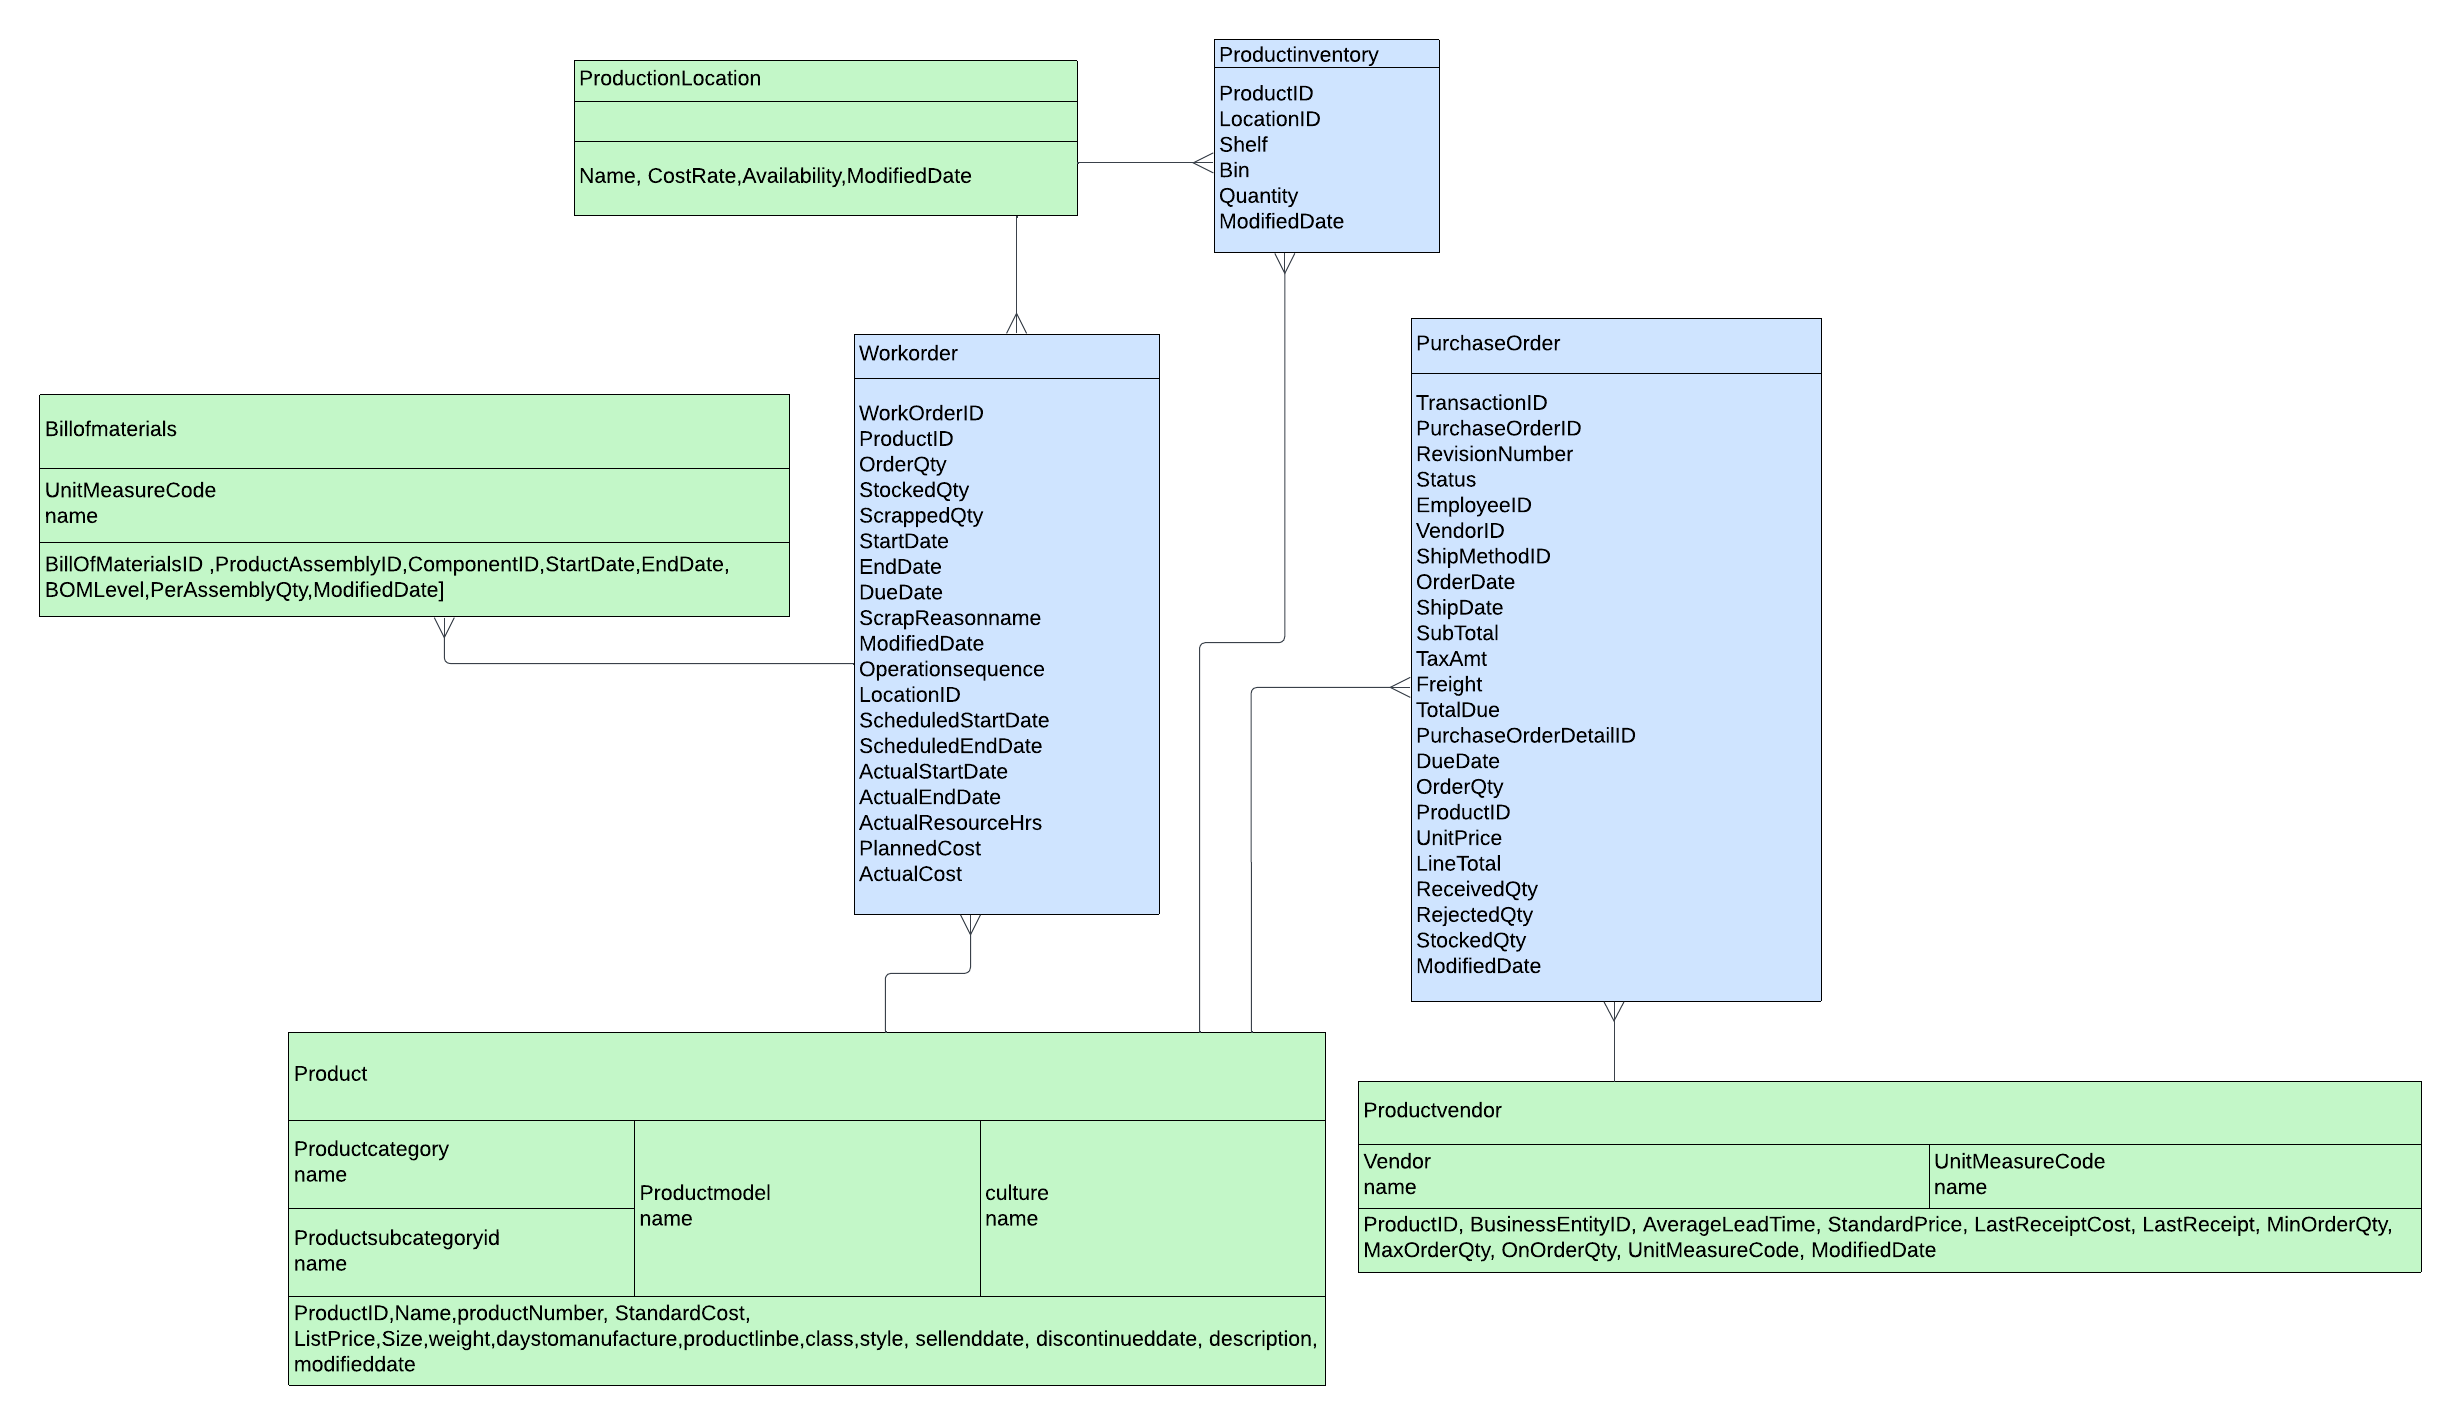 ProductionLocation
Name, CostRate,Availability,ModifiedDate
Productinventory
ProductID
LocationID
Shelf
Bin
Quantity
ModifiedDate
Billofmaterials
UnitMeasureCode
name
BillOfMaterialsID ,ProductAssemblyID,ComponentID,StartDate,EndDate,
BOMLevel,PerAssemblyQty,ModifiedDate]
Workorder
WorkOrderID
ProductID
OrderQty
StockedQty
ScrappedQty
StartDate
EndDate
DueDate
ScrapReasonname
ModifiedDate
Operationsequence
LocationID
ScheduledStartDate
ScheduledEndDate
ActualStartDate
ActualEndDate
ActualResourceHrs
PlannedCost
ActualCost
PurchaseOrder
TransactionID
PurchaseOrderID
RevisionNumber
Status
EmployeeID
VendorID
ShipMethodID
OrderDate
ShipDate
SubTotal
TaxAmt
Freight
TotalDue
PurchaseOrderDetailID
DueDate
OrderQty
ProductID
UnitPrice
LineTotal
ReceivedQty
RejectedQty
StockedQty
ModifiedDate
Product
Productcategory
name
Productsubcategoryid
name
Productmodel
name
culture
name
ProductID,Name,productNumber, StandardCost,
ListPrice,Size,weight,daystomanufacture,productlinbe,class,style, sellenddate, discontinueddate, description,
modifieddate
Productvendor
Vendor
name
UnitMeasureCode
name
ProductID, BusinessEntityID, AverageLeadTime, StandardPrice, LastReceiptCost, LastReceipt, MinOrderQty,
MaxOrderQty, OnOrderQty, UnitMeasureCode, ModifiedDate